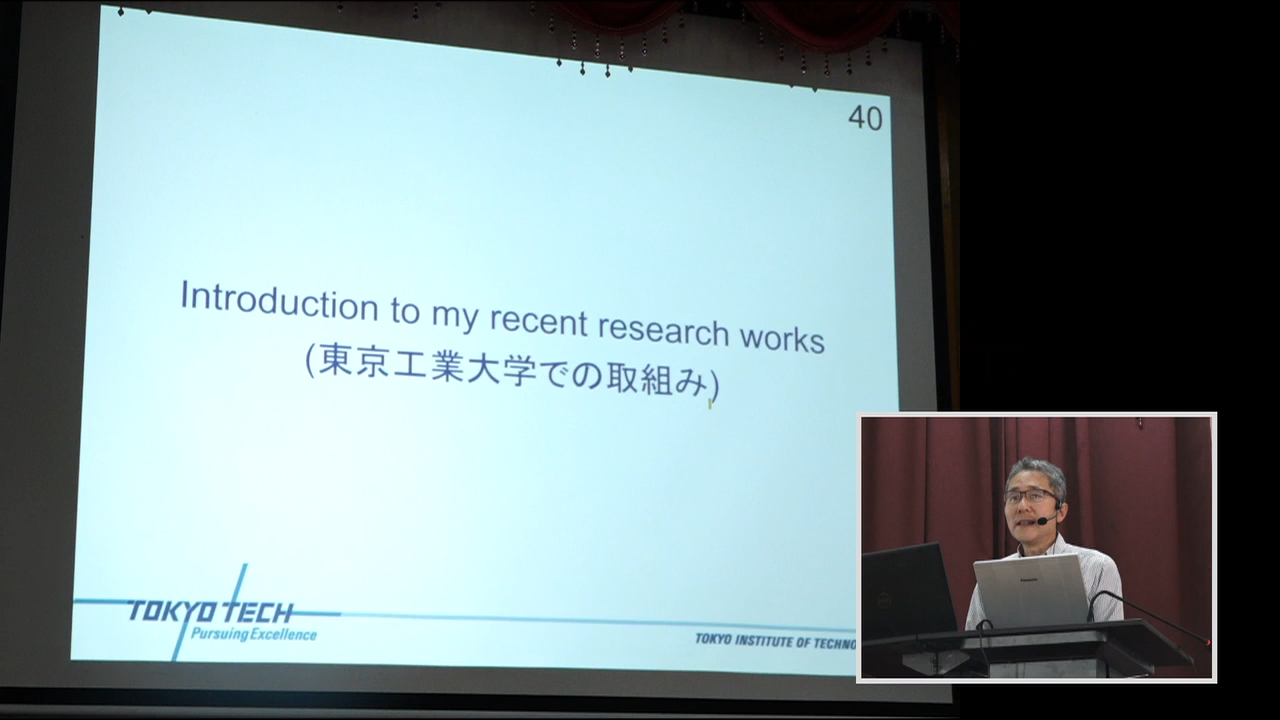 40
Introduction to my recent research works
(東京工業大学での取組み)
TOKYO TECH
Pursuing Excellence
TOKYO INSTITUTE OF TECHNO